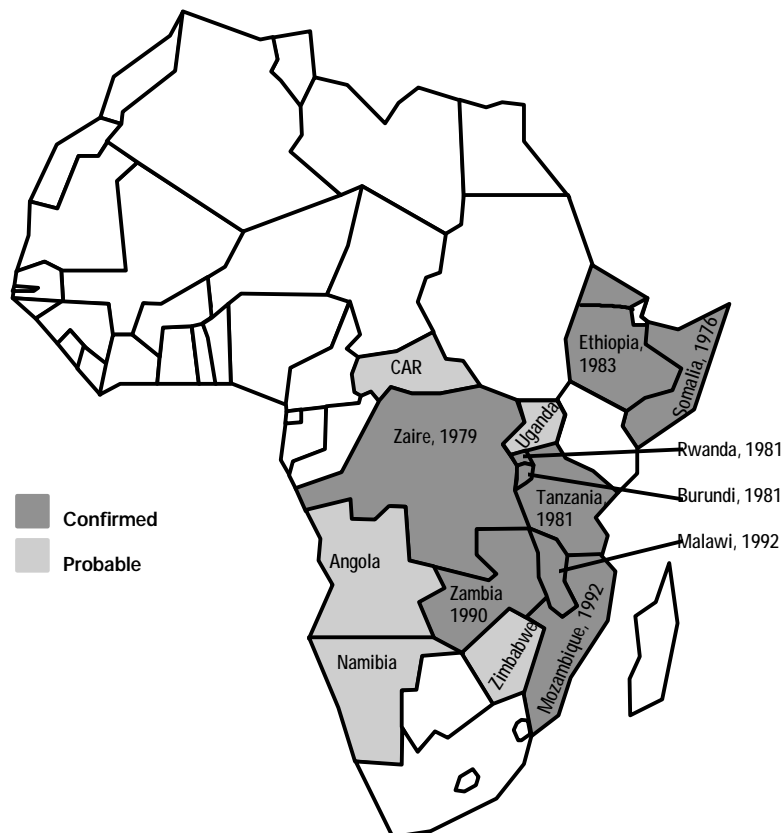 Ethiopia,
1983
Somalia, 1976
CAR
Uganda
Zaire, 1979
Rwanda, 1981
Burundi, 1981
Tanzania,
1981
Malawi, 1992
Confirmed
Probable
Angola
Zambia
1990
Mozambique, 1992
Zimbabwe
Namibia